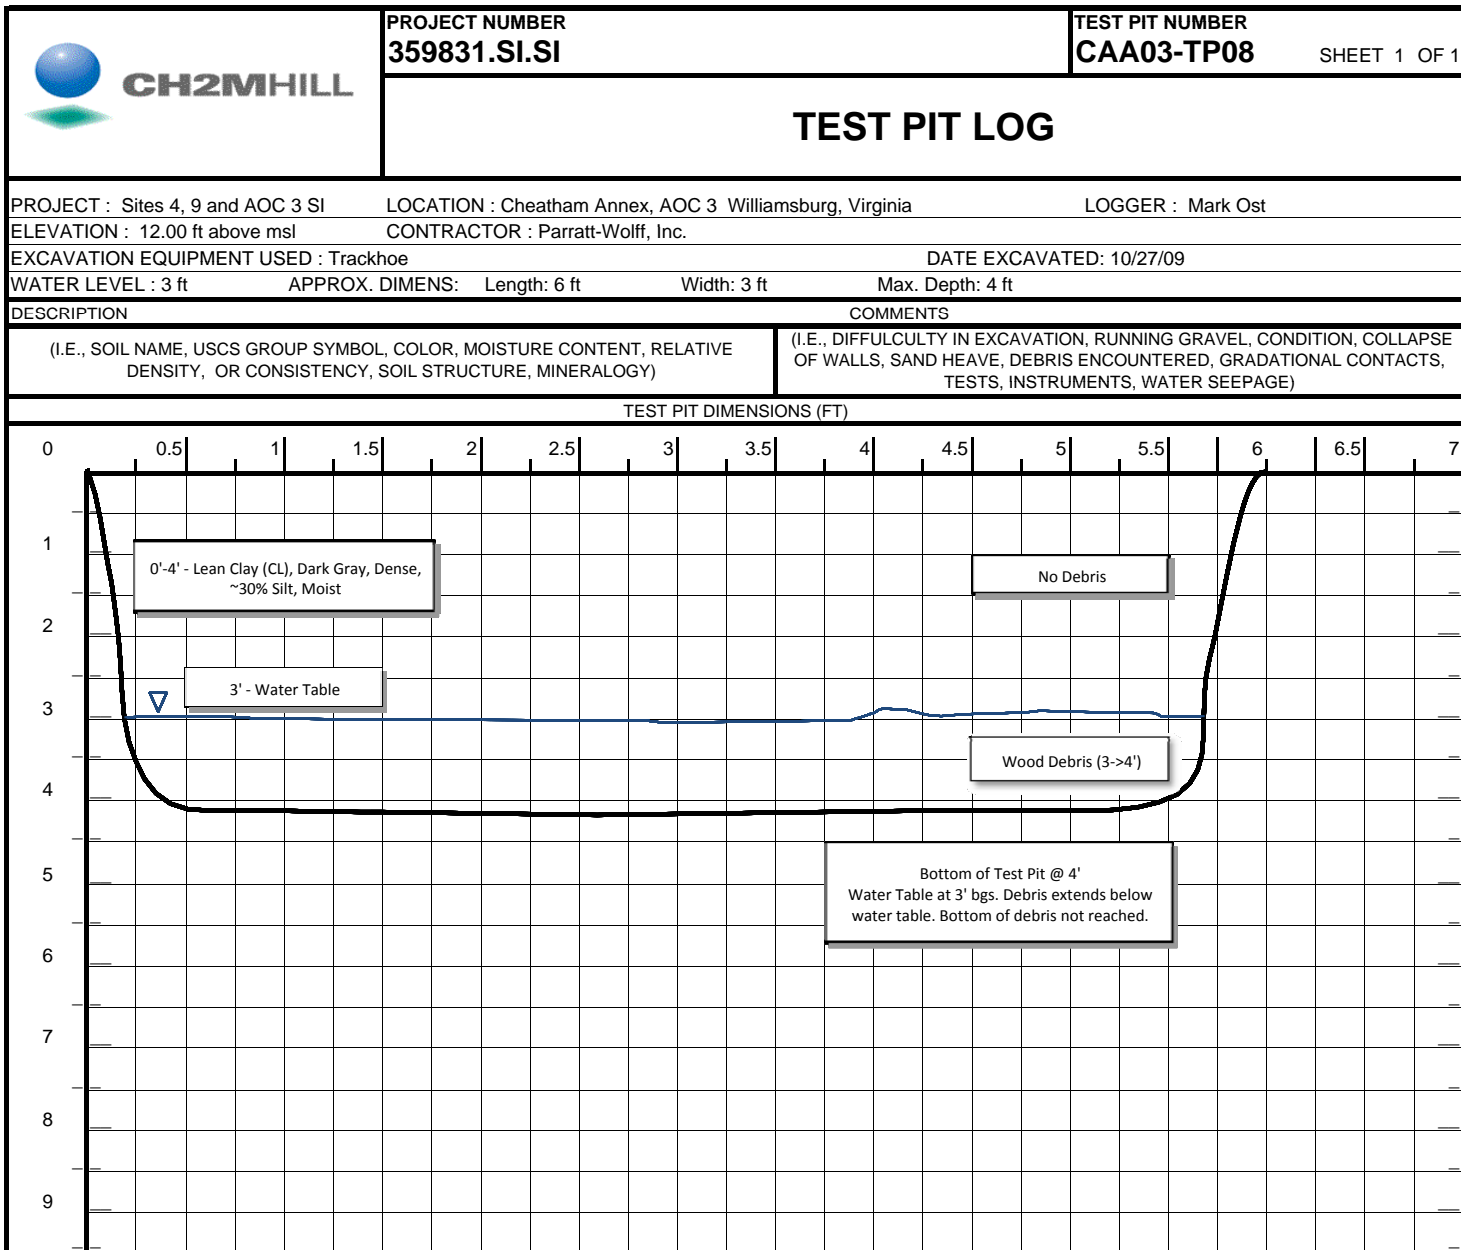 CH2MHILL
PROJECT NUMBER
359831.SI.SI
TEST PIT NUMBER
CAA03-TP08 SHEET 1 OF 1
TEST PIT LOG
PROJECT : Sites 4, 9 and AOC 3 SI LOCATION : Cheatham Annex, AOC 3 Williamsburg, Virginia LOGGER : Mark Ost
ELEVATION : 12.00 ft above msl CONTRACTOR : Parratt-Wolff, Inc.
EXCAVATION EQUIPMENT USED : Trackhoe DATE EXCAVATED: 10/27/09
WATER LEVEL : 3 ft APPROX. DIMENS: Length: 6 ft Width: 3 ft Max. Depth: 4 ft
DESCRIPTION COMMENTS
(I.E., SOIL NAME, USCS GROUP SYMBOL, COLOR, MOISTURE CONTENT, RELATIVE
DENSITY, OR CONSISTENCY, SOIL STRUCTURE, MINERALOGY)
(I.E., DIFFULCULTY IN EXCAVATION, RUNNING GRAVEL, CONDITION, COLLAPSE
OF WALLS, SAND HEAVE, DEBRIS ENCOUNTERED, GRADATIONAL CONTACTS,
TESTS, INSTRUMENTS, WATER SEEPAGE)
TEST PIT DIMENSIONS (FT)
0 0.5 1 1.5 2 2.5 3 3.5 4 4.5 5 5.5 6 6.5 7
1
0'-4' - Lean Clay (CL), Dark Gray, Dense,
~30% Silt, Moist
No Debris
2
3' - Water Table
3
Wood Debris (3->4')
4
5
Bottom of Test Pit @ 4'
Water Table at 3' bgs. Debris extends below
water table. Bottom of debris not reached.
6
7
8
9